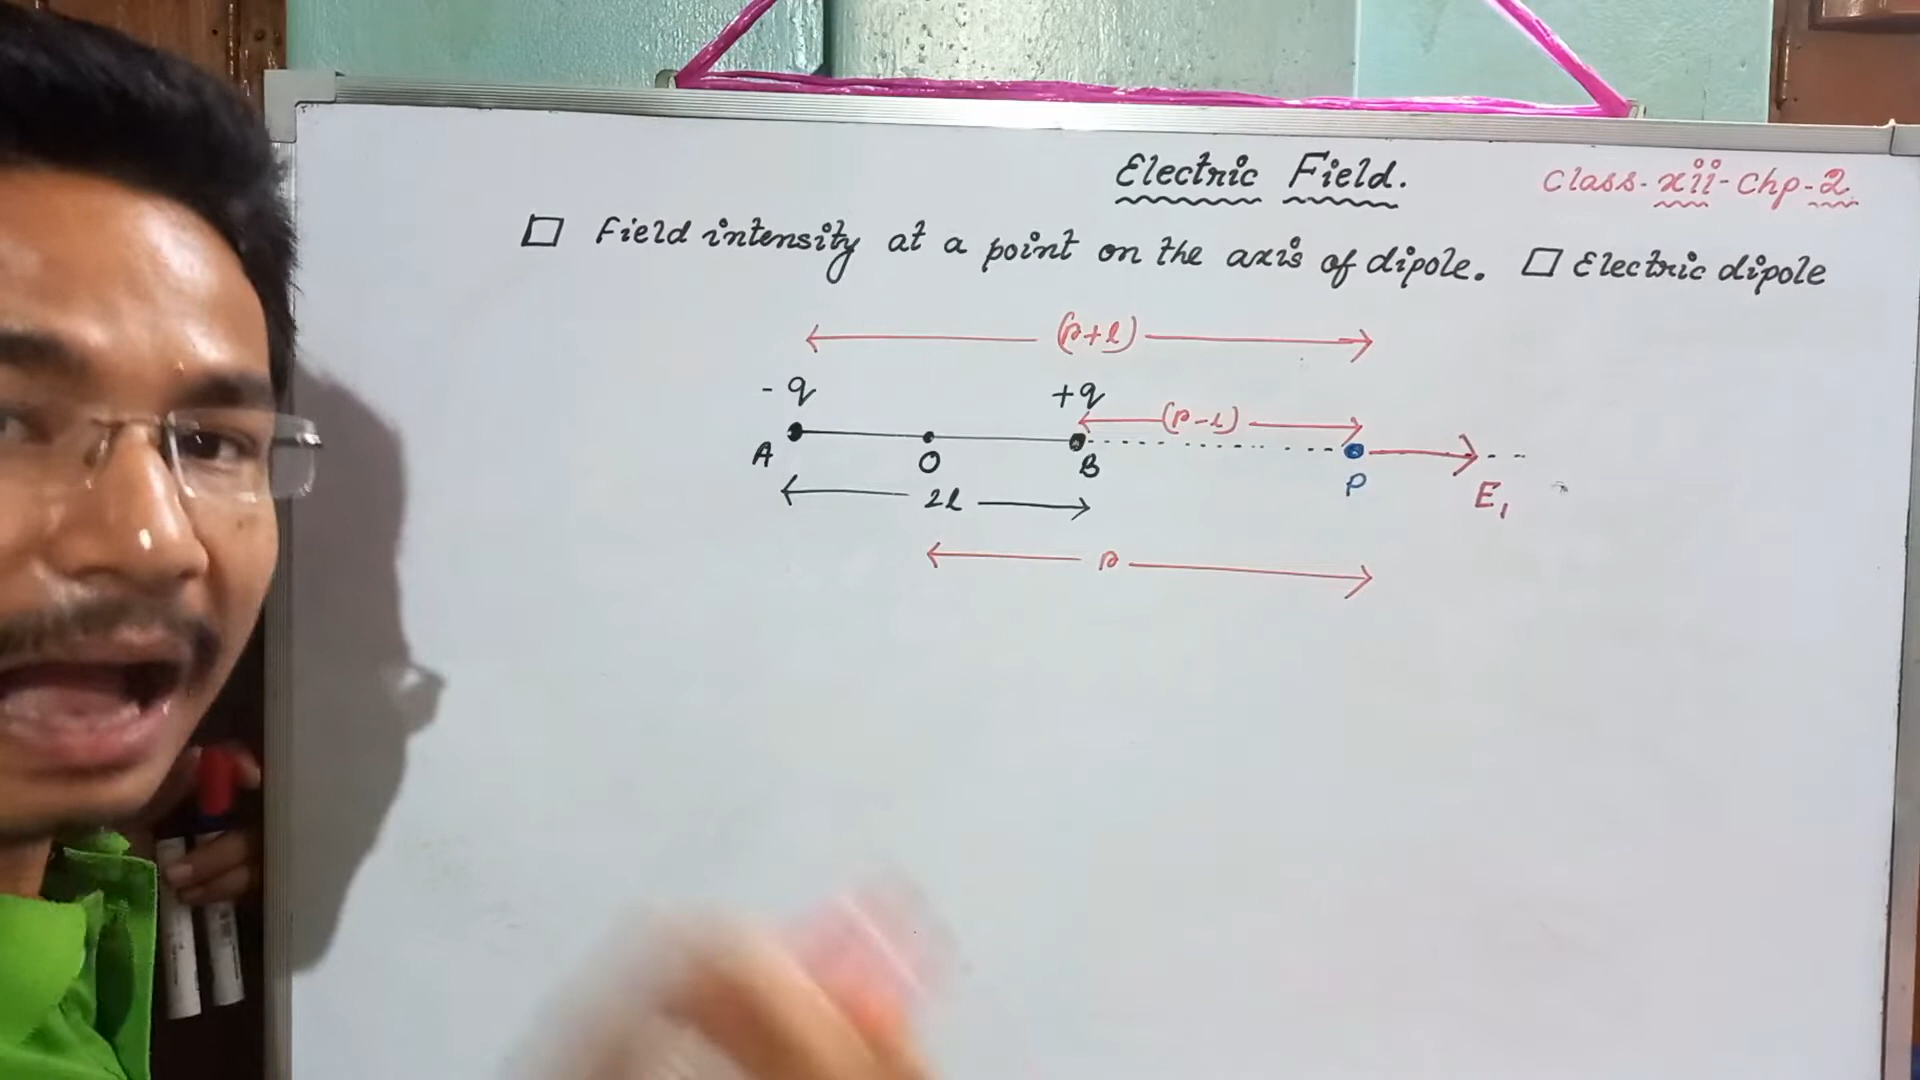 Electric Field. Class-xii-Chp-2
Field intensity at a point on the axis of dipole. Electric dipole
(r+l)
-q +q
(r-l)
A O B P E₁
2l
r